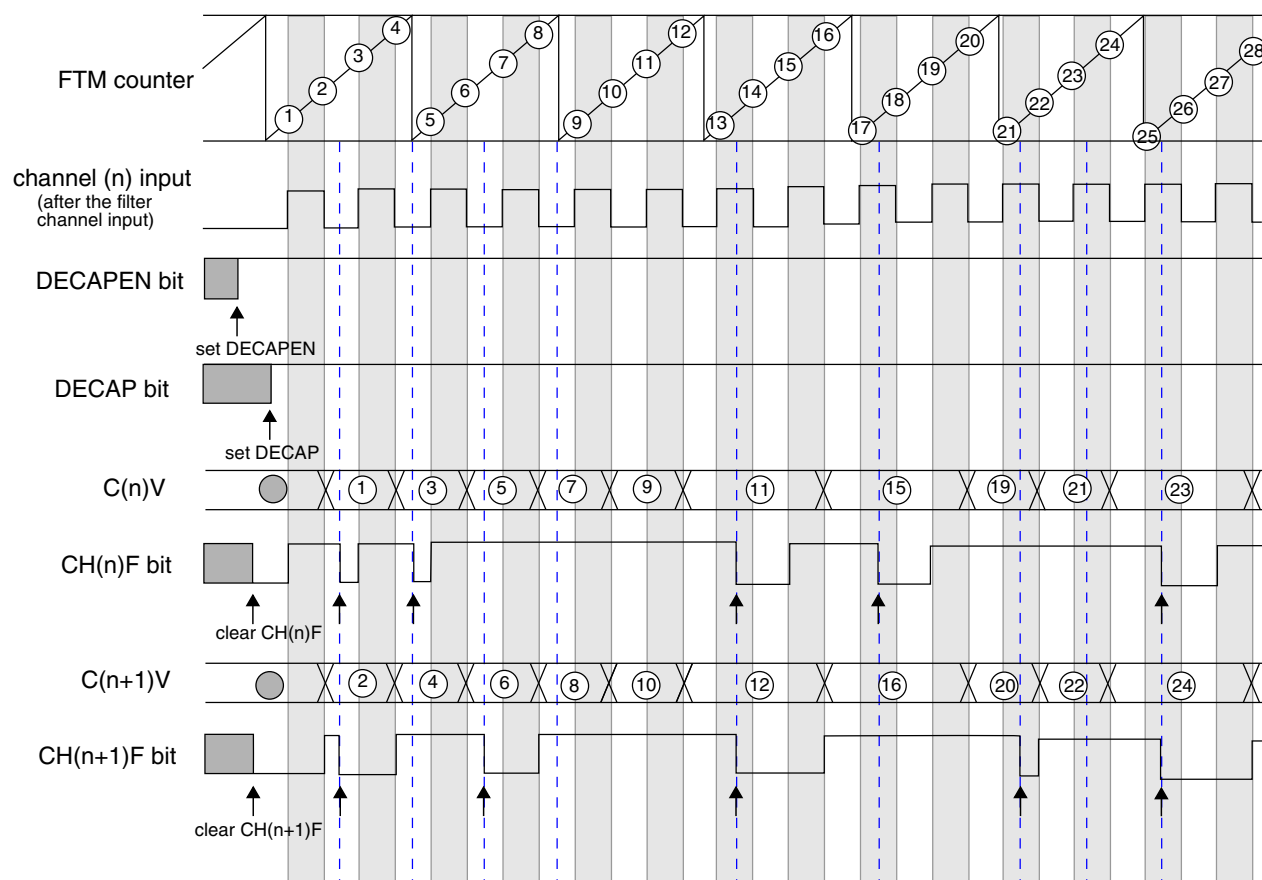 4 8 12 16 20 24 28
3 7 11 15 19 23 27
FTM counter
2 6 10 14 18 22 26
1 5 9 13 17 21 25
channel (n) input
(after the filter
channel input)
DECAPEN bit
set DECAPEN
DECAP bit
set DECAP
C(n)V 1 3 5 7 9 11 15 19 21 23
CH(n)F bit
clear CH(n)F
C(n+1)V 2 4 6 8 10 12 16 20 22 24
CH(n+1)F bit
clear CH(n+1)F